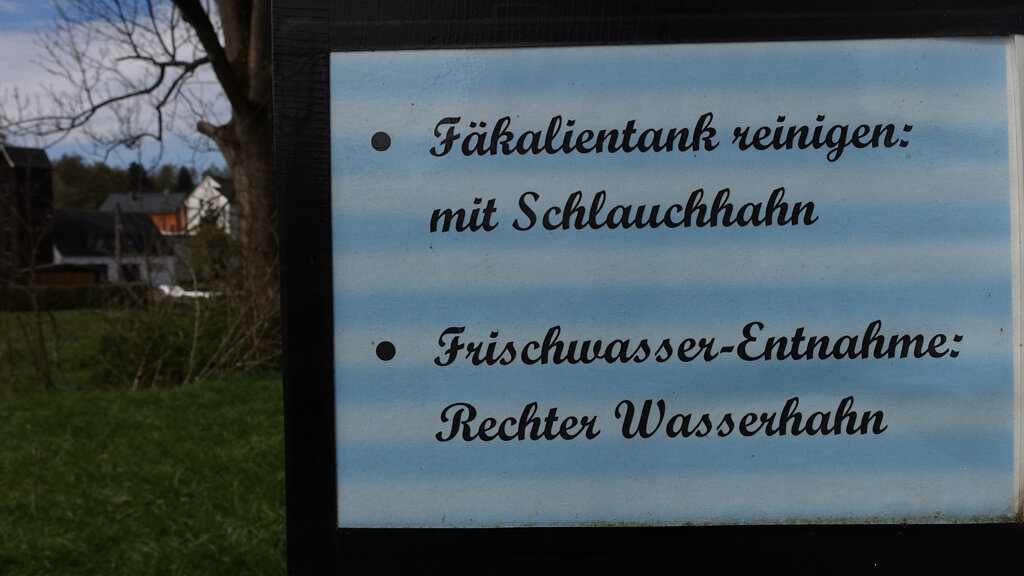 • Fäkalientank reinigen:
mit Schlauchhahn
• Frischwasser-Entnahme:
Rechter Wasserhahn